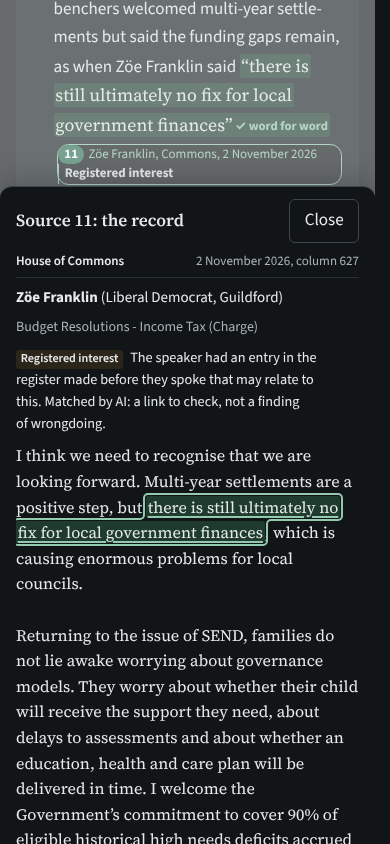 benchers welcomed multi-year settle-
ments but said the funding gaps remain,
as when Zöe Franklin said “there is
still ultimately no fix for local
government finances” ✓ word for word
11 Zöe Franklin, Commons, 2 November 2026
Registered interest
Source 11: the record
Close
House of Commons
2 November 2026, column 627
Zöe Franklin (Liberal Democrat, Guildford)
Budget Resolutions - Income Tax (Charge)
Registered interest The speaker had an entry in the
register made before they spoke that may relate to
this. Matched by AI: a link to check, not a finding
of wrongdoing.
I think we need to recognise that we are
looking forward. Multi-year settlements are a
positive step, but there is still ultimately no
fix for local government finances, which is
causing enormous problems for local
councils.
Returning to the issue of SEND, families do
not lie awake worrying about governance
models. They worry about whether their child
will receive the support they need, about
delays to assessments and about whether an
education, health and care plan will be
delivered in time. I welcome the
Government’s commitment to cover 90% of
eligible historical high needs deficits accrued